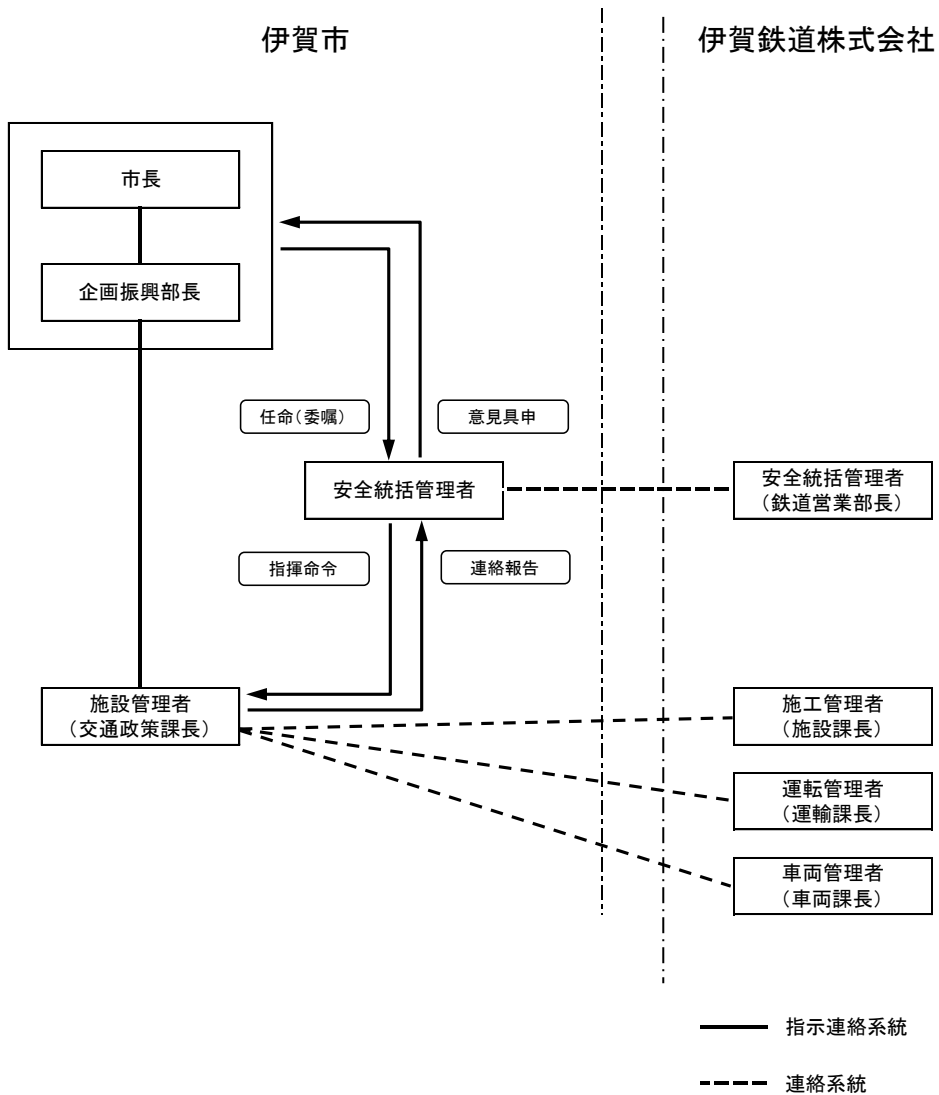 伊賀市
伊賀鉄道株式会社
市長
企画振興部長
任命(委嘱)
意見具申
安全統括管理者
安全統括管理者
(鉄道営業部長)
指揮命令
連絡報告
施設管理者
(交通政策課長)
施工管理者
(施設課長)
運転管理者
(運輸課長)
車両管理者
(車両課長)
指示連絡系統
連絡系統